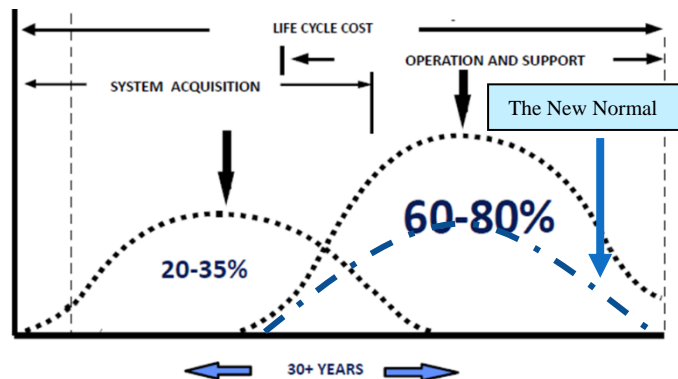 LIFE CYCLE COST
OPERATION AND SUPPORT
SYSTEM ACQUISITION
The New Normal
60-80%
20-35%
30+ YEARS